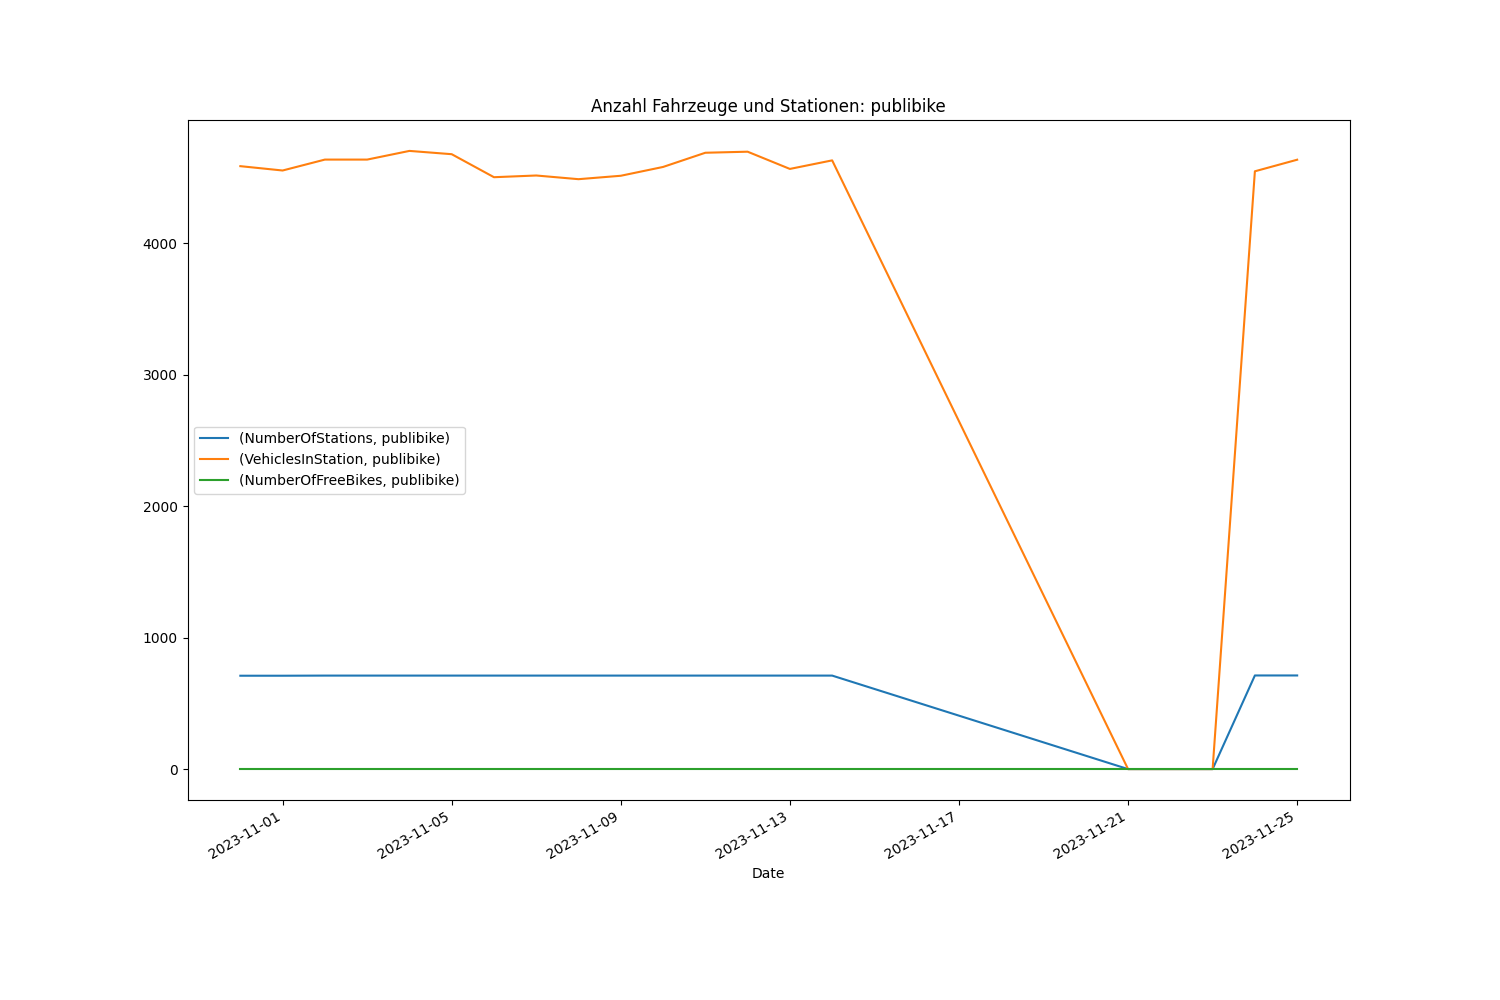 Anzahl Fahrzeuge und Stationen: publibike
4000
3000
2000
1000
0
(NumberOfStations, publibike)
(VehiclesInStation, publibike)
(NumberOfFreeBikes, publibike)
2023-11-01
2023-11-05
2023-11-09
2023-11-13
2023-11-17
2023-11-21
2023-11-25
Date